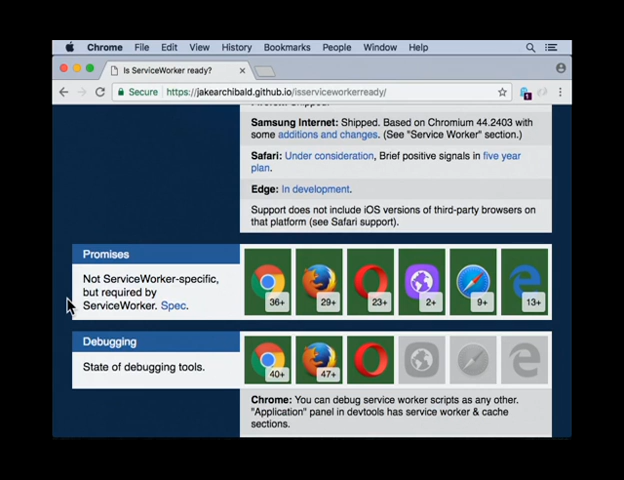 Chrome File Edit View History Bookmarks People Window Help
Is ServiceWorker ready?
Secure https://jakearchibald.github.io/isserviceworkerready/
1
Samsung Internet: Shipped. Based on Chromium 44.2403 with
some additions and changes. (See "Service Worker" section.)
Safari: Under consideration, Brief positive signals in five year
plan.
Edge: In development.
Support does not include iOS versions of third-party browsers on
that platform (see Safari support).
Promises
Not ServiceWorker-specific,
but required by
ServiceWorker. Spec.
36+ 29+ 23+ 2+ 9+ 13+
Debugging
State of debugging tools.
40+ 47+
Chrome: You can debug service worker scripts as any other.
"Application" panel in devtools has service worker & cache
sections.